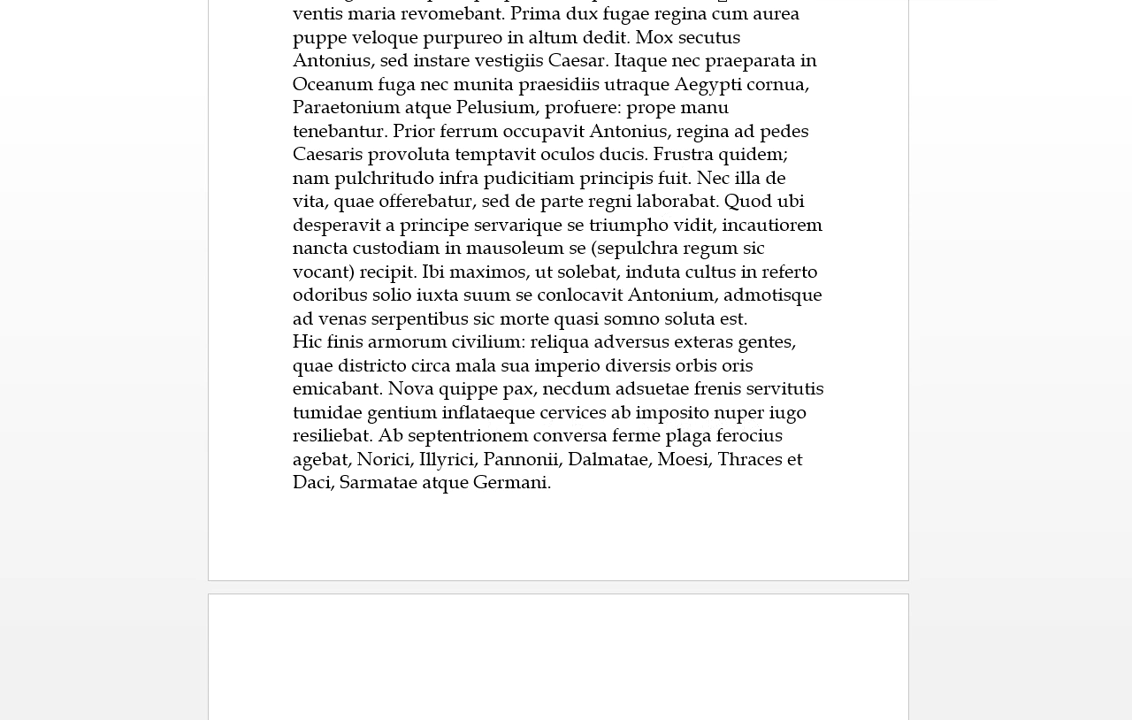 ventis maria revomebant. Prima dux fugae regina cum aurea
puppe veloque purpureo in altum dedit. Mox secutus
Antonius, sed instare vestigiis Caesar. Itaque nec praeparata in
Oceanum fuga nec munita praesidiis utraque Aegypti cornua,
Paraetonium atque Pelusium, profuere: prope manu
tenebantur. Prior ferrum occupavit Antonius, regina ad pedes
Caesaris provoluta temptavit oculos ducis. Frustra quidem;
nam pulchritudo infra pudicitiam principis fuit. Nec illa de
vita, quae offerebatur, sed de parte regni laborabat. Quod ubi
desperavit a principe servarique se triumpho vidit, incautiorem
nancta custodiam in mausoleum se (sepulchra regum sic
vocant) recipit. Ibi maximos, ut solebat, induta cultus in referto
odoribus solio iuxta suum se conlocavit Antonium, admotisque
ad venas serpentibus sic morte quasi somno soluta est.
Hic finis armorum civilium: reliqua adversus exteras gentes,
quae districto circa mala sua imperio diversis orbis oris
emicabant. Nova quippe pax, necdum adsuetae frenis servitutis
tumidae gentium inflataeque cervices ab imposito nuper iugo
resiliebat. Ab septentrionem conversa ferme plaga ferocius
agebat, Norici, Illyrici, Pannonii, Dalmatae, Moesi, Thraces et
Daci, Sarmatae atque Germani.